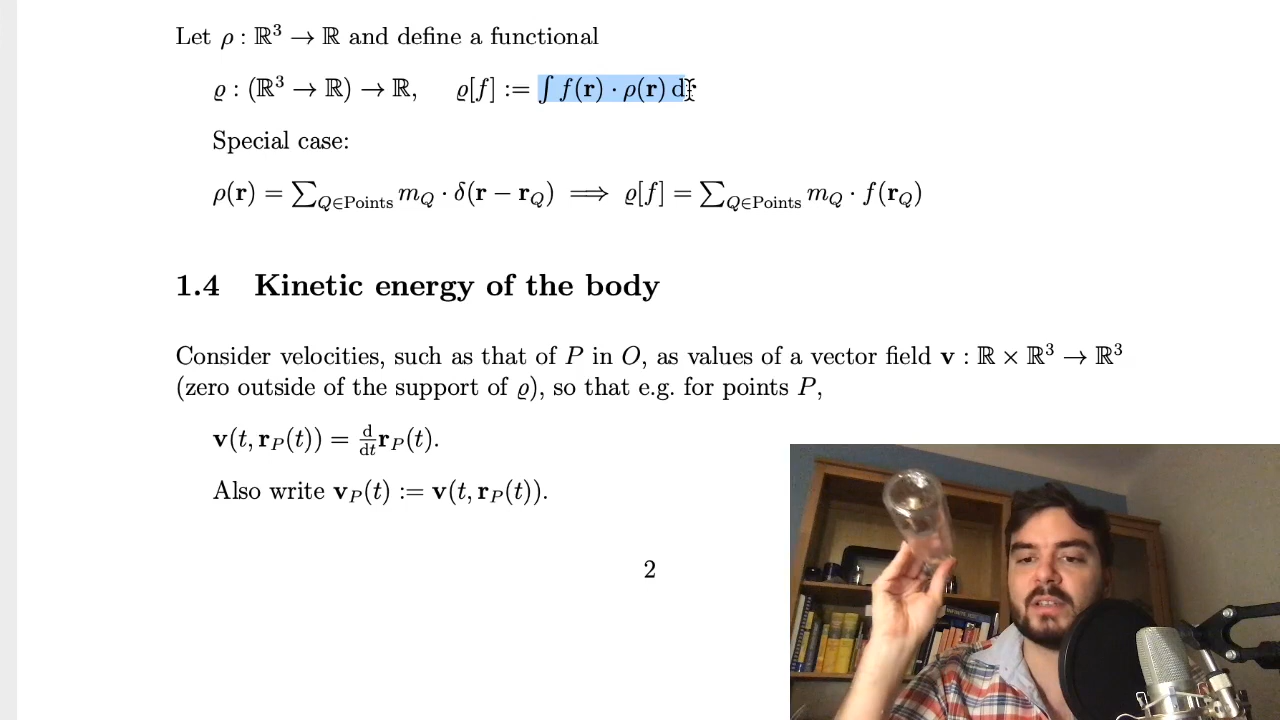 Let ρ : ℝ³ → ℝ and define a functional
ϱ : (ℝ³ → ℝ) → ℝ, ϱ[f] := ∫ f(r) · ρ(r) dr
Special case:
ρ(r) = ∑_{Q∈Points} m_Q · δ(r − r_Q) ⟹ ϱ[f] = ∑_{Q∈Points} m_Q · f(r_Q)
1.4 Kinetic energy of the body
Consider velocities, such as that of P in O, as values of a vector field v : ℝ × ℝ³ → ℝ³
(zero outside of the support of ϱ), so that e.g. for points P,
v(t, r_P(t)) = d/dt r_P(t).
Also write v_P(t) := v(t, r_P(t)).
2